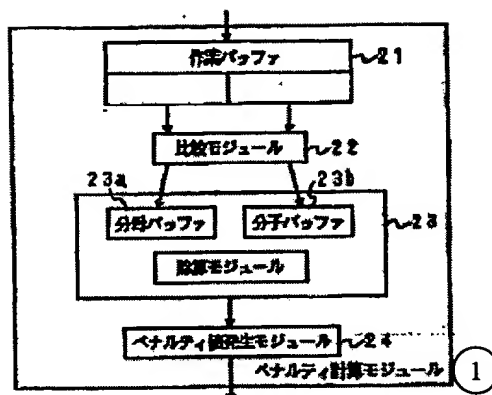 作業バッファ 21
比較モジュール 22
23a 23b
分母バッファ 分子バッファ 23
除算モジュール
ペナルティ値発生モジュール 24
ペナルティ計算モジュール 1